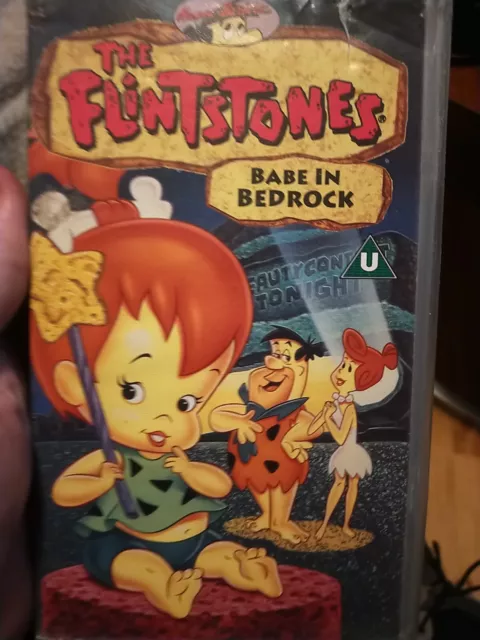 THE
FLINTSTONES®
BABE IN
BEDROCK
U
TONIGHT